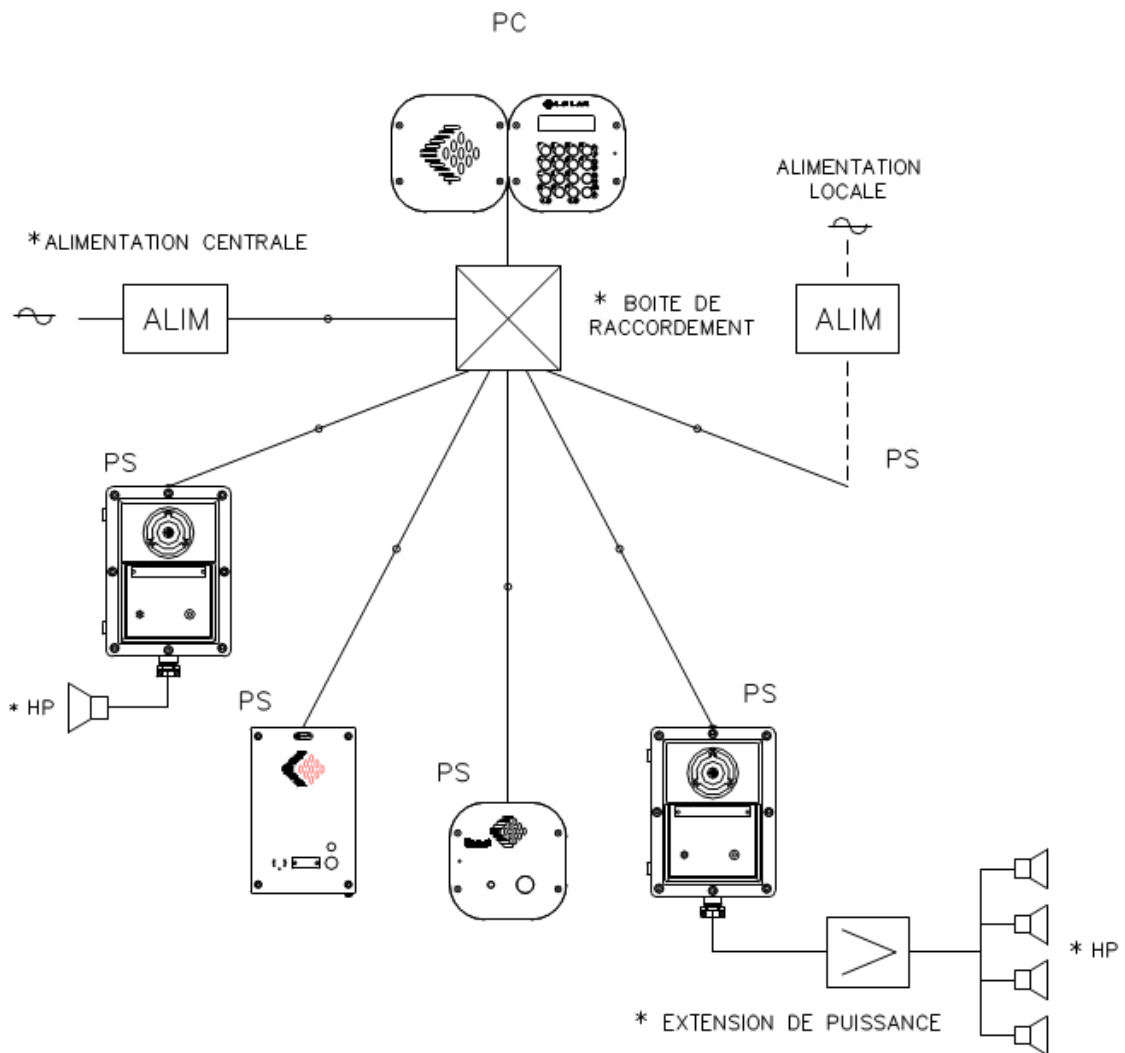 PC
ALIMENTATION
LOCALE
*ALIMENTATION CENTRALE
ALIM
* BOITE DE
RACCORDEMENT
ALIM
PS
PS
* HP
PS
PS
PS
* HP
* EXTENSION DE PUISSANCE